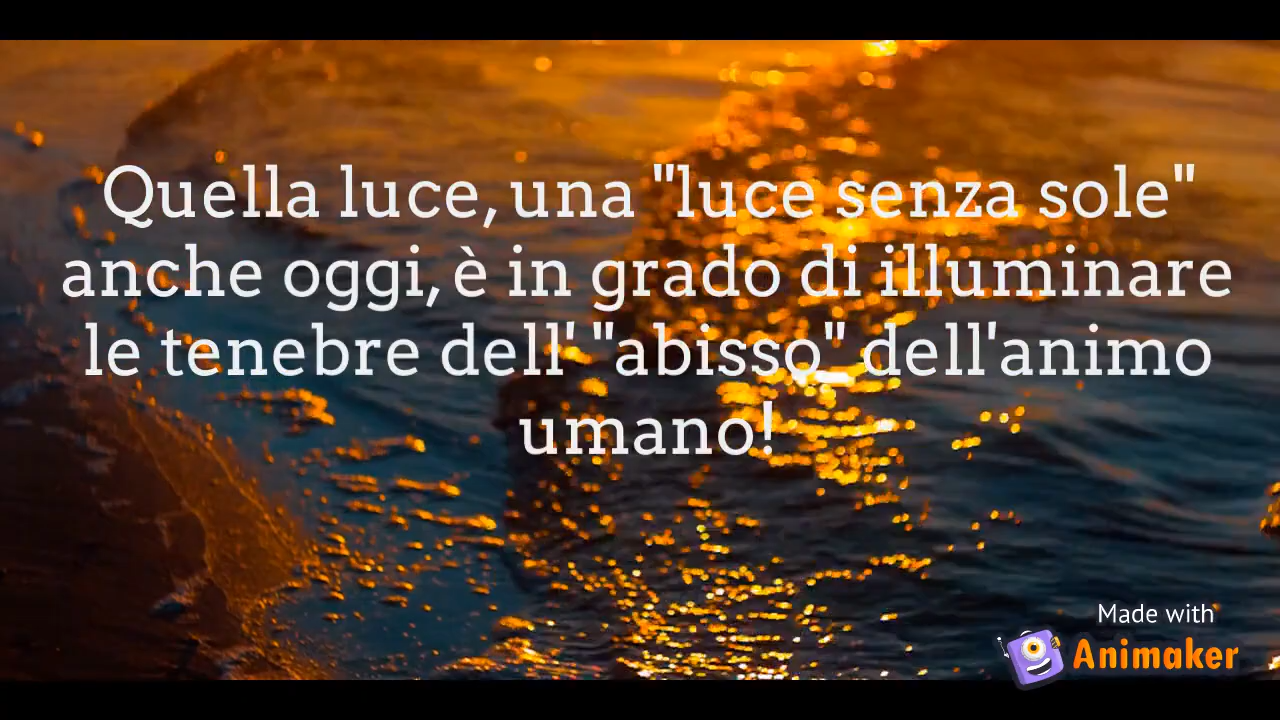 Quella luce, una "luce senza sole"
anche oggi, è in grado di illuminare
le tenebre dell' "abisso" dell'animo
umano!
Made with
Animaker